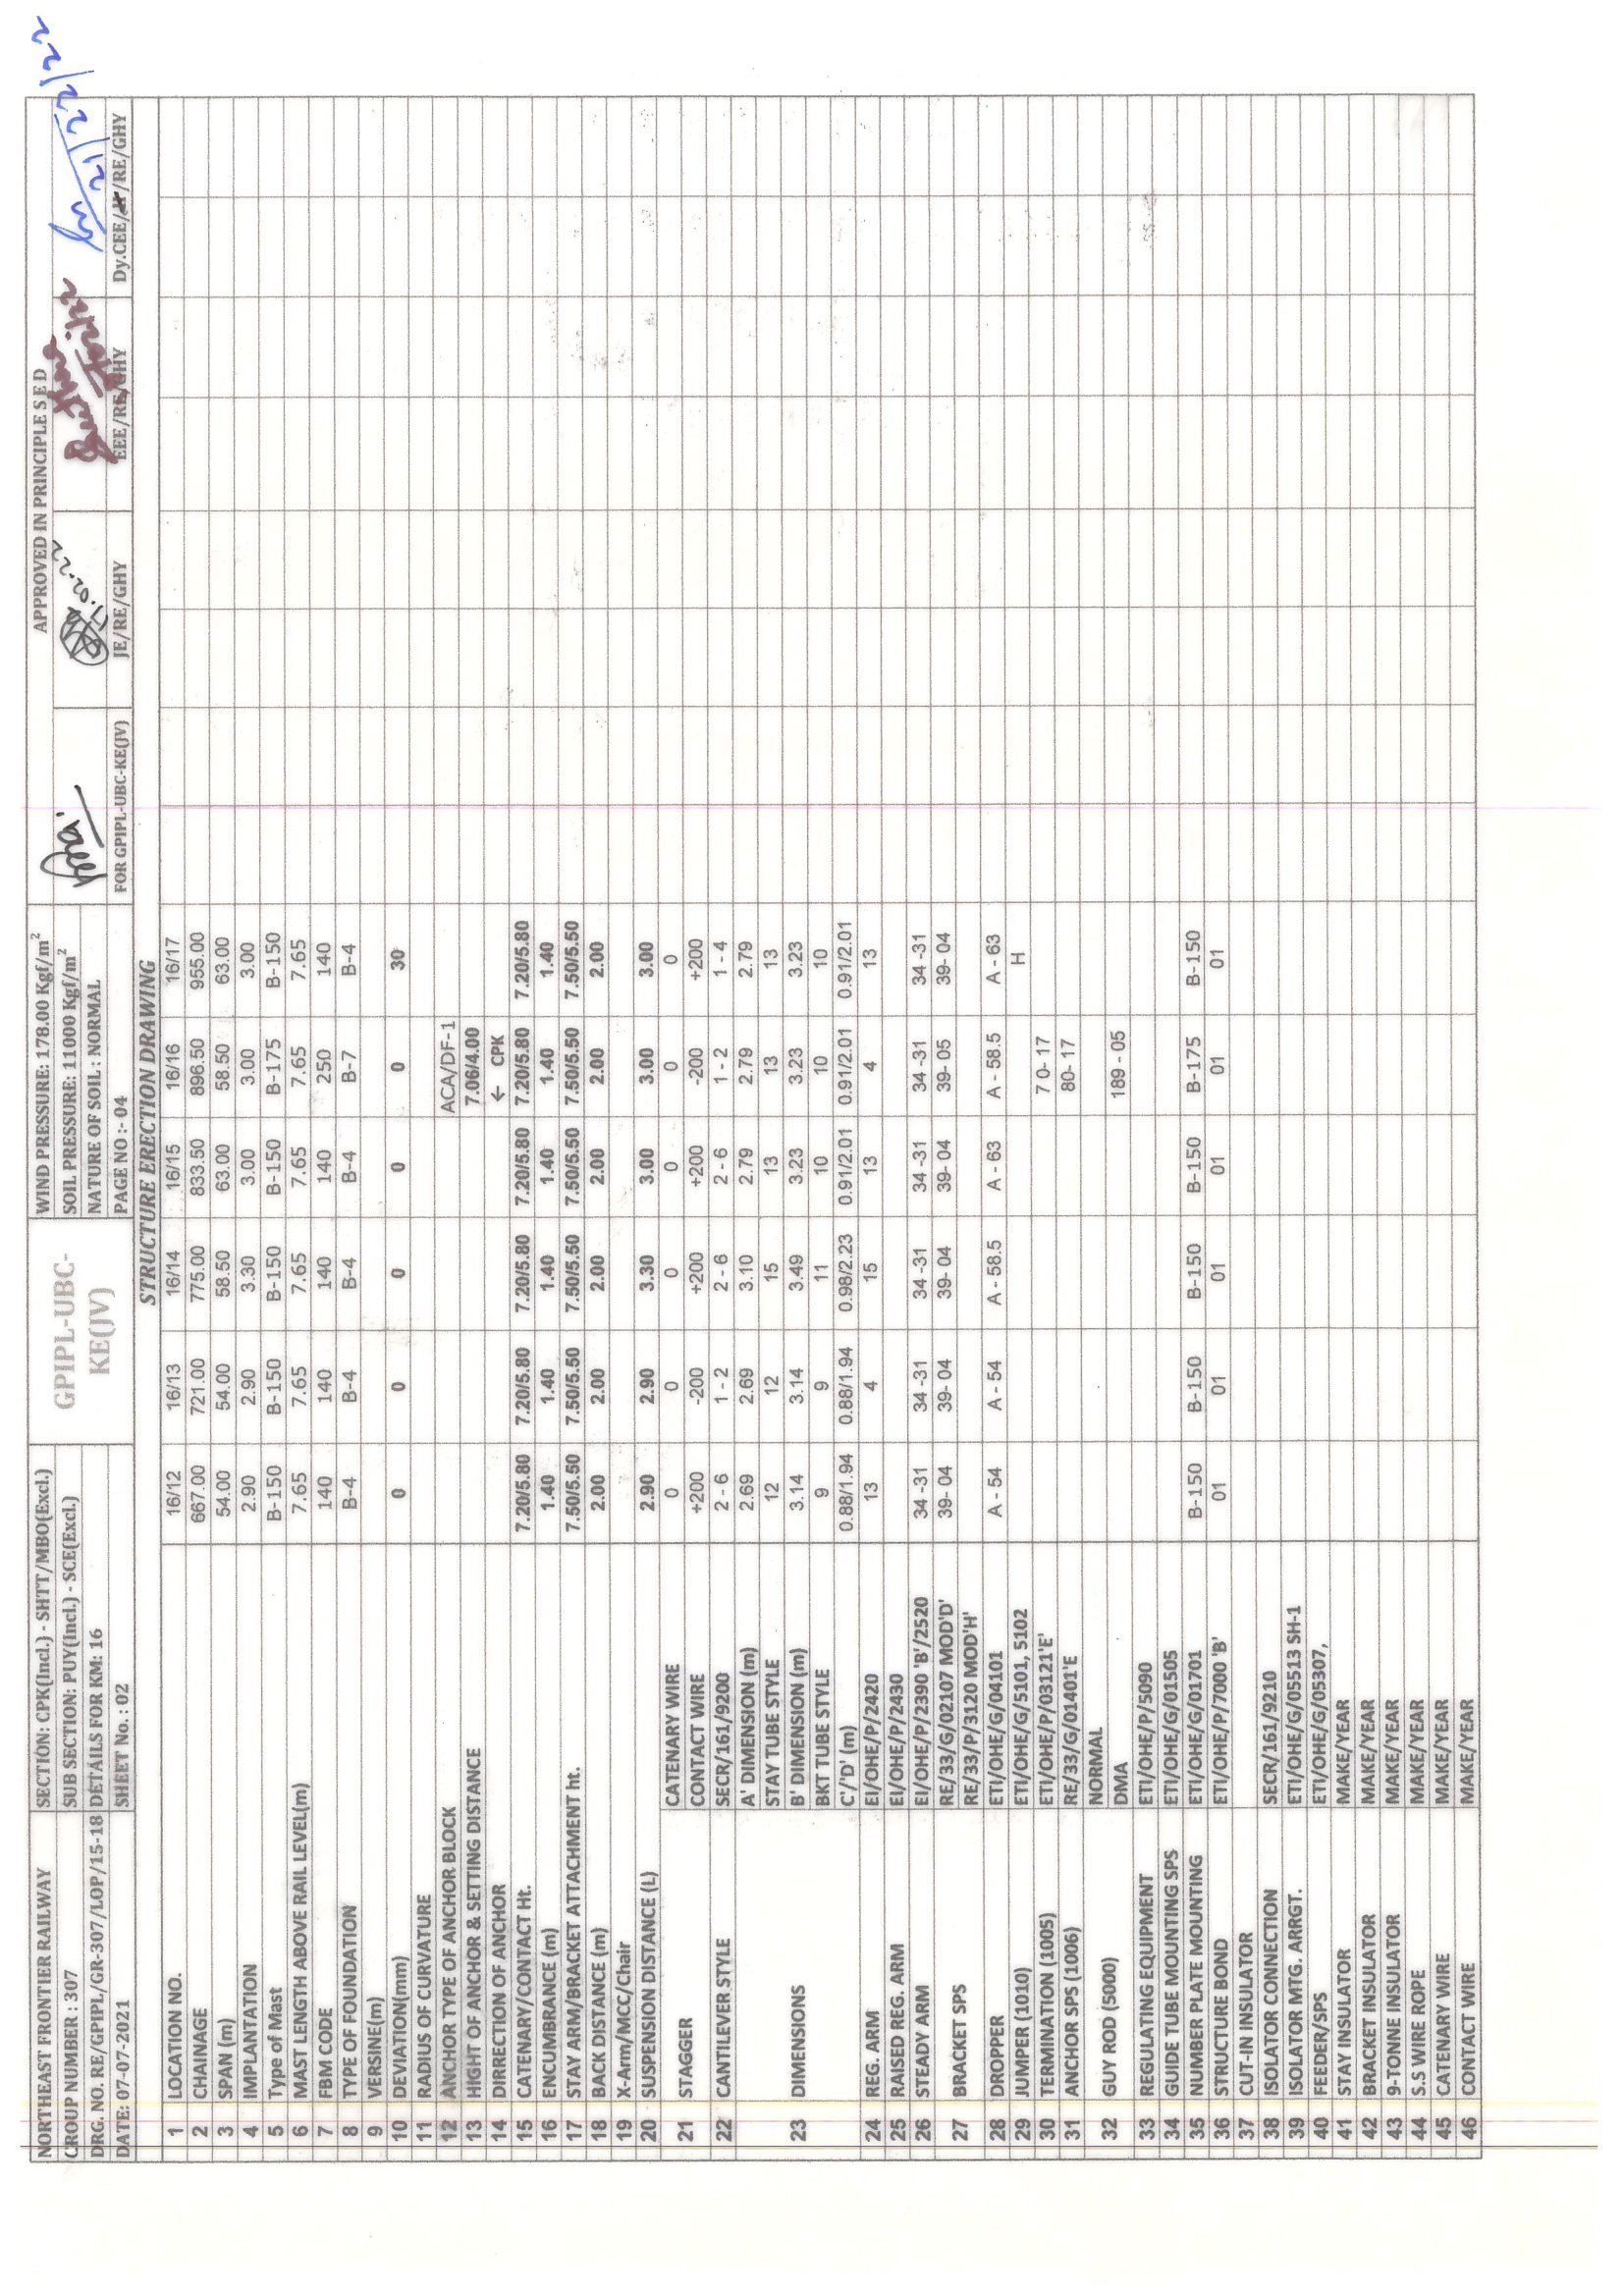 NORTHEAST FRONTIER RAILWAY SECTION: CPK(Incl.) - SHTT/MBO(Excl.) GPIPL-UBC-KE(JV) WIND PRESSURE: 178.00 Kgf/m² APPROVED IN PRINCIPLE S E D
CROUP NUMBER : 307 SUB SECTION: PUY(Incl.) - SCE(Excl.) SOIL PRESSURE: 11000 Kgf/m²
DRG. NO. RE/GPIPL/GR-307/LOP/15-18 DETAILS FOR KM: 16 NATURE OF SOIL : NORMAL
DATE: 07-07-2021 SHEET No. : 02 PAGE NO :- 04 FOR GPIPL-UBC-KE(JV) JE/RE/GHY EEE/RE/GHY Dy.CEE/ /RE/GHY
STRUCTURE ERECTION DRAWING
1 LOCATION NO. 16/12 16/13 16/14 16/15 16/16 16/17
2 CHAINAGE 667.00 721.00 775.00 833.50 896.50 955.00
3 SPAN (m) 54.00 54.00 58.50 63.00 58.50 63.00
4 IMPLANTATION 2.90 2.90 3.30 3.00 3.00 3.00
5 Type of Mast B-150 B-150 B-150 B-150 B-175 B-150
6 MAST LENGTH ABOVE RAIL LEVEL(m) 7.65 7.65 7.65 7.65 7.65 7.65
7 FBM CODE 140 140 140 140 250 140
8 TYPE OF FOUNDATION B-4 B-4 B-4 B-4 B-7 B-4
9 VERSINE(m)
10 DEVIATION(mm) 0 0 0 0 0 30
11 RADIUS OF CURVATURE
12 ANCHOR TYPE OF ANCHOR BLOCK ACA/DF-1
13 HIGHT OF ANCHOR & SETTING DISTANCE 7.06/4.00
14 DIRECTION OF ANCHOR ← CPK
15 CATENARY/CONTACT Ht. 7.20/5.80 7.20/5.80 7.20/5.80 7.20/5.80 7.20/5.80 7.20/5.80
16 ENCUMBRANCE (m) 1.40 1.40 1.40 1.40 1.40 1.40
17 STAY ARM/BRACKET ATTACHMENT ht. 7.50/5.50 7.50/5.50 7.50/5.50 7.50/5.50 7.50/5.50 7.50/5.50
18 BACK DISTANCE (m) 2.00 2.00 2.00 2.00 2.00 2.00
19 X-Arm/MCC/Chair
20 SUSPENSION DISTANCE (L) 2.90 2.90 3.30 3.00 3.00 3.00
21 STAGGER CATENARY WIRE 0 0 0 0 0 0
CONTACT WIRE +200 -200 +200 +200 -200 +200
22 CANTILEVER STYLE SECR/161/9200 2 - 6 1 - 2 2 - 6 2 - 6 1 - 2 1 - 4
23 DIMENSIONS A' DIMENSION (m) 2.69 2.69 3.10 2.79 2.79 2.79
STAY TUBE STYLE 12 12 15 13 13 13
B' DIMENSION (m) 3.14 3.14 3.49 3.23 3.23 3.23
BKT TUBE STYLE 9 9 11 10 10 10
C'/'D' (m) 0.88/1.94 0.88/1.94 0.98/2.23 0.91/2.01 0.91/2.01 0.91/2.01
24 REG. ARM EI/OHE/P/2420 13 4 15 13 4 13
25 RAISED REG. ARM EI/OHE/P/2430
26 STEADY ARM EI/OHE/P/2390 'B'/2520 34 -31 34 -31 34 -31 34 -31 34 -31 34 -31
27 BRACKET SPS RE/33/G/02107 MOD'D' 39- 04 39- 04 39- 04 39- 04 39- 05 39- 04
RE/33/P/3120 MOD'H'
28 DROPPER ETI/OHE/G/04101 A - 54 A - 54 A - 58.5 A - 63 A - 58.5 A - 63
29 JUMPER (1010) ETI/OHE/G/5101, 5102 H
30 TERMINATION (1005) ETI/OHE/P/03121'E' 7 0- 17
31 ANCHOR SPS (1006) RE/33/G/01401'E 80- 17
32 GUY ROD (5000) NORMAL
DMA 189 - 05
33 REGULATING EQUIPMENT ETI/OHE/P/5090
34 GUIDE TUBE MOUNTING SPS ETI/OHE/G/01505
35 NUMBER PLATE MOUNTING ETI/OHE/G/01701 B-150 B-150 B-150 B-150 B-175 B-150
36 STRUCTURE BOND ETI/OHE/P/7000 'B' 01 01 01 01 01 01
37 CUT-IN INSULATOR
38 ISOLATOR CONNECTION SECR/161/9210
39 ISOLATOR MTG. ARRGT. ETI/OHE/G/05513 SH-1
40 FEEDER/SPS ETI/OHE/G/05307,
41 STAY INSULATOR MAKE/YEAR
42 BRACKET INSULATOR MAKE/YEAR
43 9-TONNE INSULATOR MAKE/YEAR
44 S.S WIRE ROPE MAKE/YEAR
45 CATENARY WIRE MAKE/YEAR
46 CONTACT WIRE MAKE/YEAR